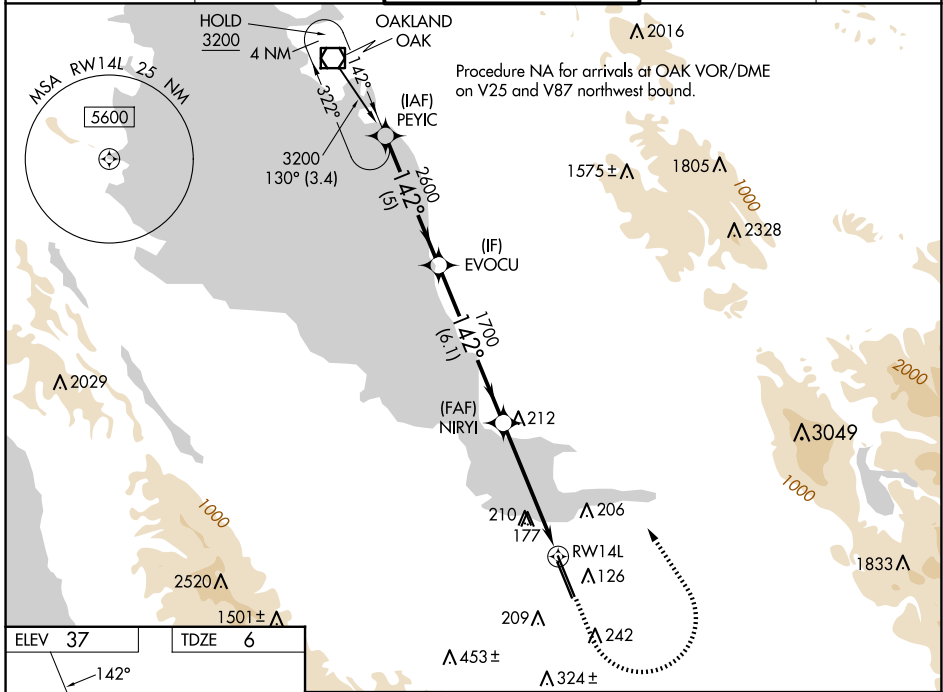 HOLD
3200
4 NM
OAKLAND
OAK
2016
MSA RW14L 25 NM
5600
142°
322°
Procedure NA for arrivals at OAK VOR/DME
on V25 and V87 northwest bound.
(IAF)
PEYIC
3200
130° (3.4)
1575 ±
1805
1000
2328
2600
142°
(5)
(IF)
EVOCU
1700
142°
(6.1)
2029
2000
(FAF)
NIRYI
212
3049
1000
1000
210
177
206
RW14L
126
1833
2520
1501 ±
209
242
453 ±
324 ±
ELEV 37
TDZE 6
142°